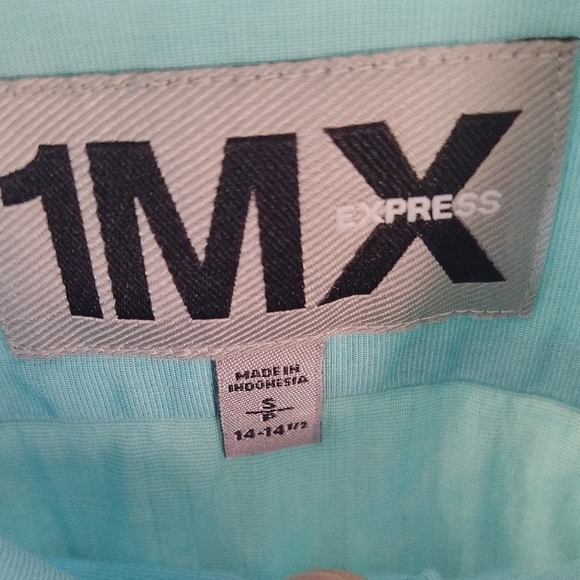 1MX
EXPRESS
MADE IN
INDONESIA
S
P
14-14 1/2